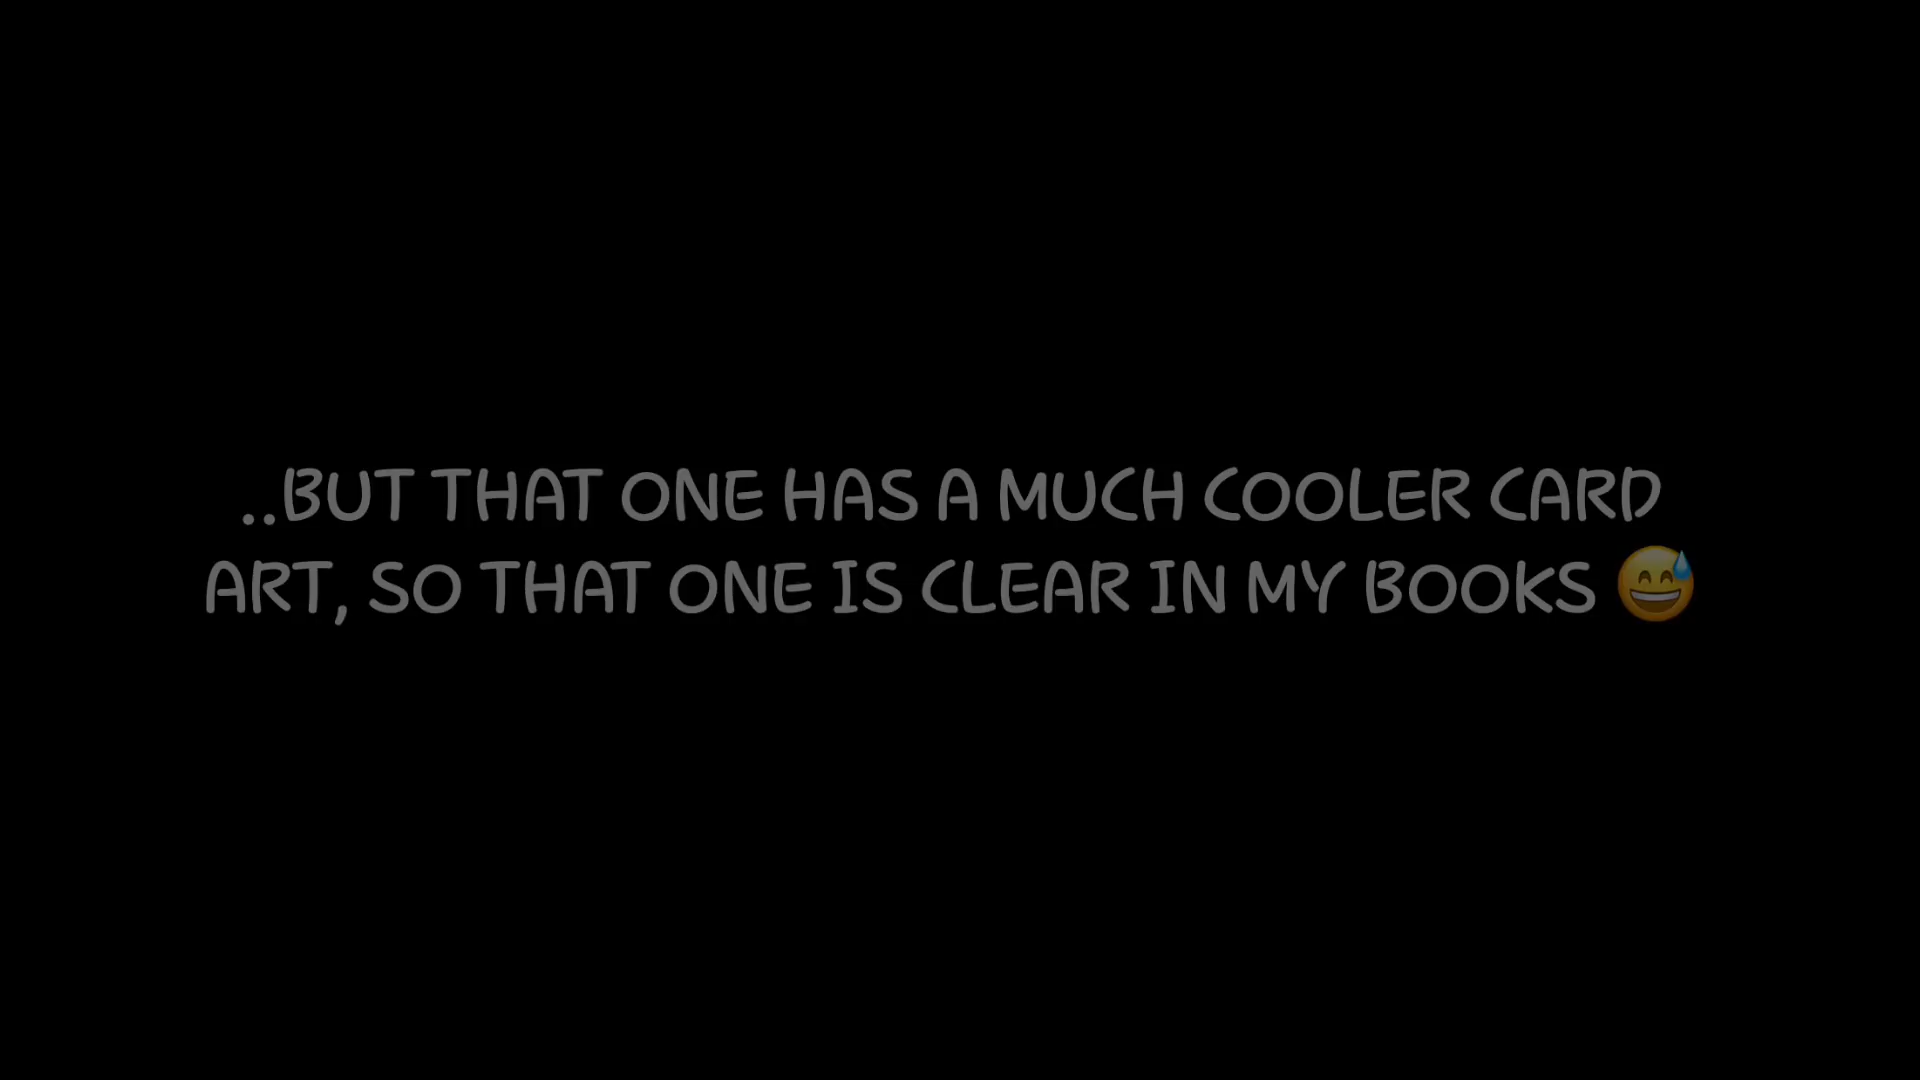 ..BUT THAT ONE HAS A MUCH COOLER CARD
ART, SO THAT ONE IS CLEAR IN MY BOOKS 😅